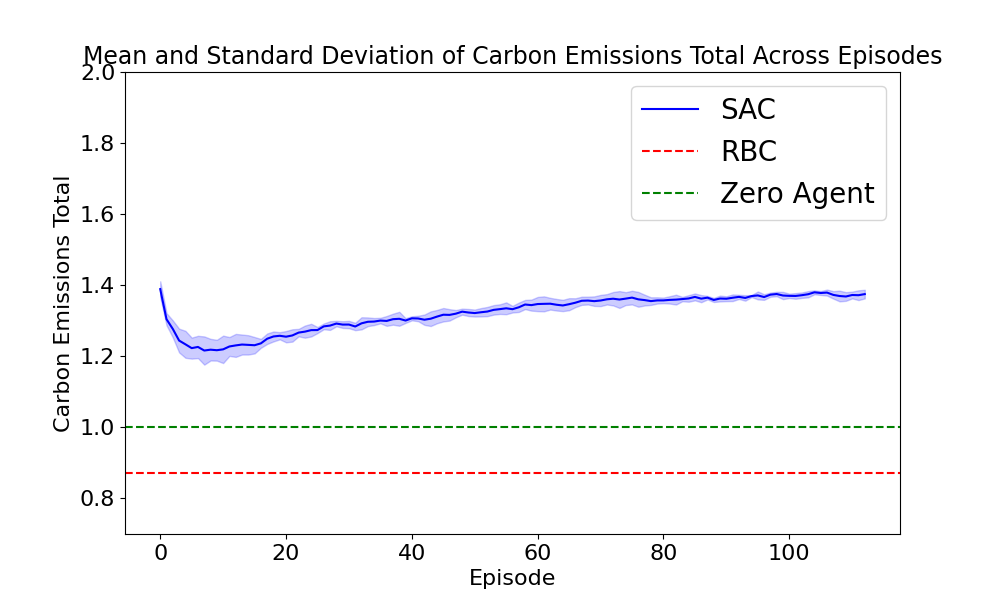 Mean and Standard Deviation of Carbon Emissions Total Across Episodes
2.0
1.8
1.6
1.4
1.2
1.0
0.8
Carbon Emissions Total
SAC
RBC
Zero Agent
0 20 40 60 80 100
Episode